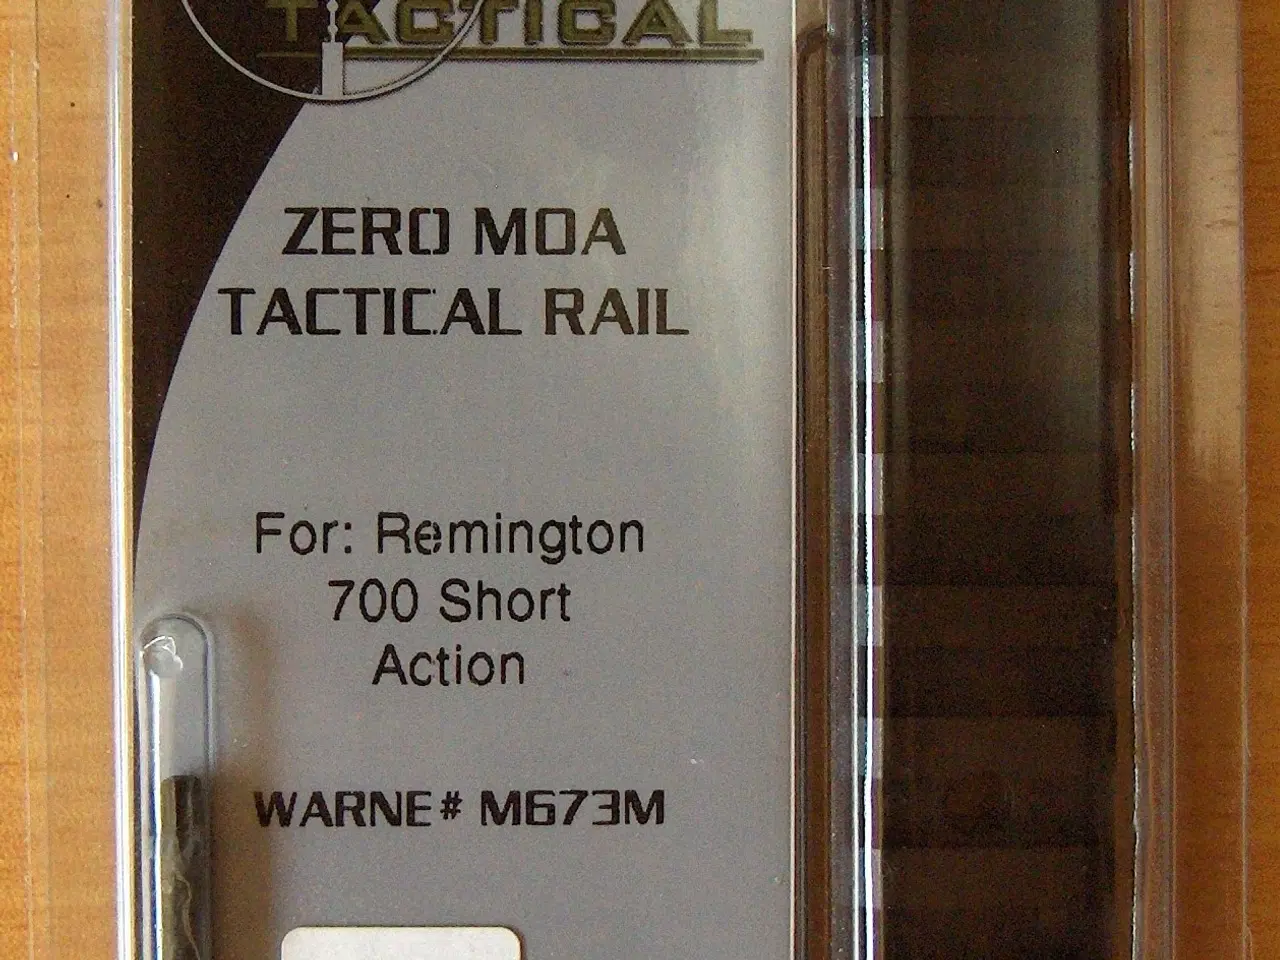 TACTICAL
ZERO MOA
TACTICAL RAIL
For: Remington
700 Short
Action
WARNE# M673M